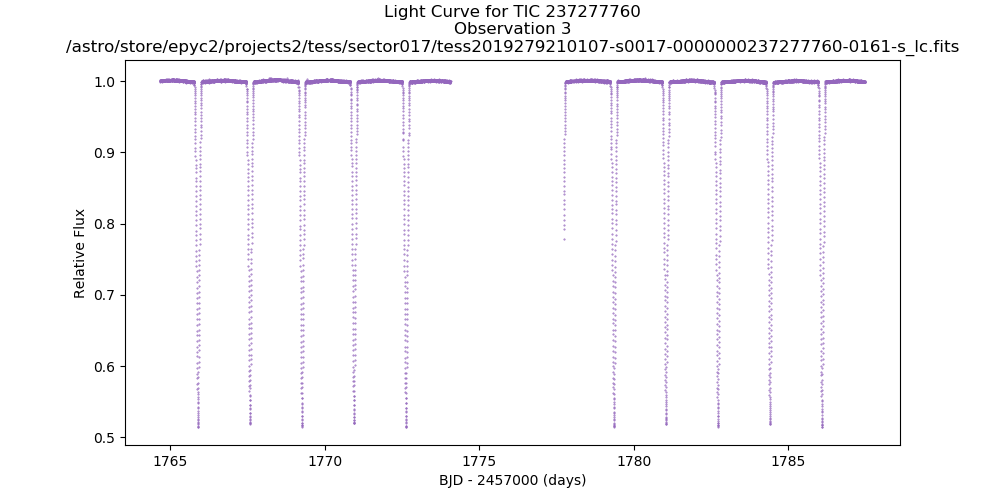 Light Curve for TIC 237277760
Observation 3
/astro/store/epyc2/projects2/tess/sector017/tess2019279210107-s0017-0000000237277760-0161-s_lc.fits
1.0
0.9
0.8
0.7
0.6
0.5
Relative Flux
1765 1770 1775 1780 1785
BJD - 2457000 (days)